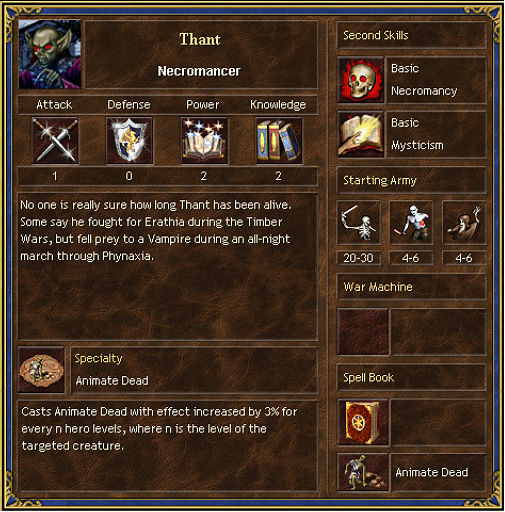 Thant
Necromancer
Attack Defense Power Knowledge
1 0 2 2
No one is really sure how long Thant has been alive.
Some say he fought for Erathia during the Timber
Wars, but fell prey to a Vampire during an all-night
march through Phynaxia.
Specialty
Animate Dead
Casts Animate Dead with effect increased by 3% for
every n hero levels, where n is the level of the
targeted creature.
Second Skills
Basic
Necromancy
Basic
Mysticism
Starting Army
20-30 4-6 4-6
War Machine
Spell Book
Animate Dead